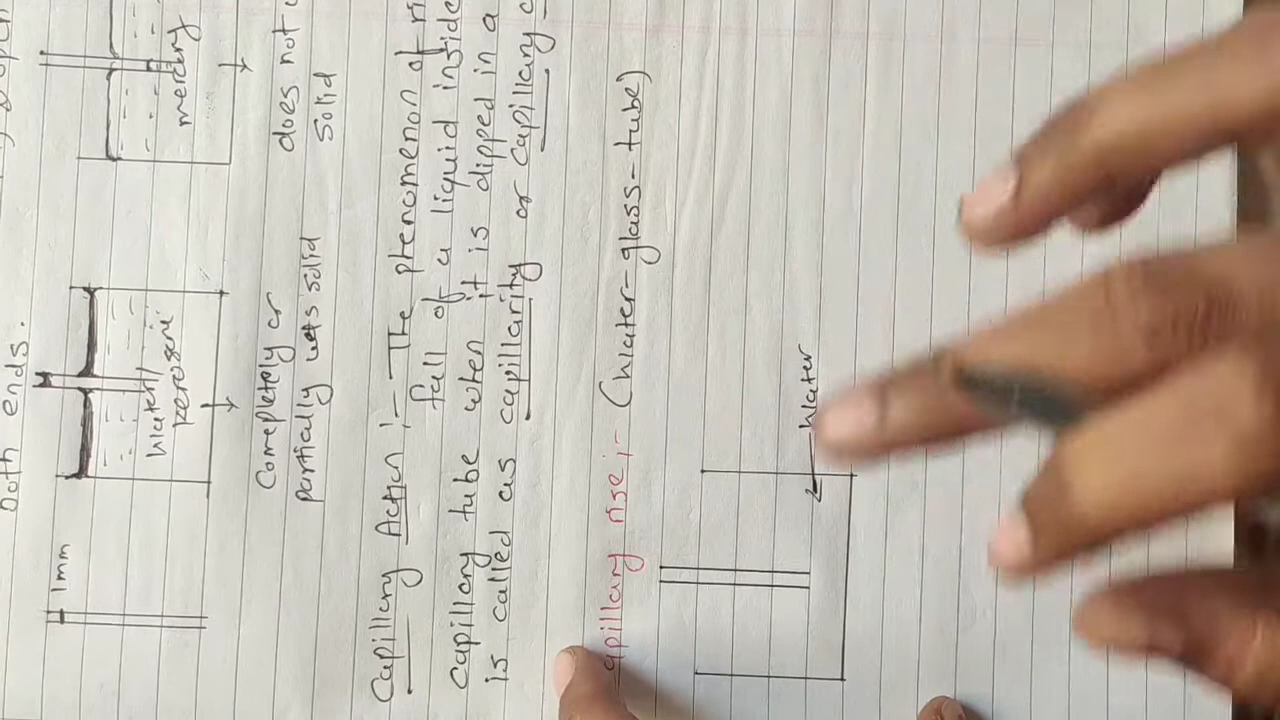 both ends.
1mm
Water/
kerosene
mercury
Completely or
partially wets solid
does not
solid
Capillary Action :- The phenomenon of
fall of a liquid inside
capillary tube when it is dipped in a
is called as capillarity or capillary
apillary rise :- (Water-glass-tube)
Water